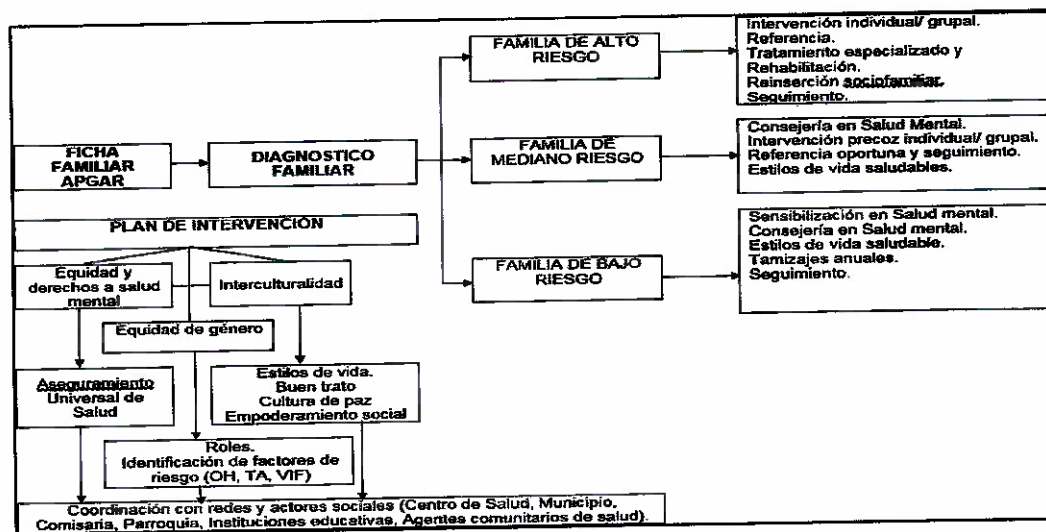 FICHA
FAMILIAR
APGAR
DIAGNOSTICO
FAMILIAR
FAMILIA DE ALTO
RIESGO
Intervención individual/ grupal.
Referencia.
Tratamiento especializado y
Rehabilitación.
Reinserción sociofamiliar.
Seguimiento.
FAMILIA DE
MEDIANO RIESGO
Consejería en Salud Mental.
Intervención precoz individual/ grupal.
Referencia oportuna y seguimiento.
Estilos de vida saludables.
FAMILIA DE BAJO
RIESGO
Sensibilización en Salud mental.
Consejería en Salud mental.
Estilos de vida saludable.
Tamizajes anuales.
Seguimiento.
PLAN DE INTERVENCIÓN
Equidad y
derechos a salud
mental
Interculturalidad
Equidad de género
Aseguramiento
Universal de
Salud
Estilos de vida.
Buen trato
Cultura de paz
Empoderamiento social
Roles.
Identificación de factores de
riesgo (OH, TA, VIF)
Coordinación con redes y actores sociales (Centro de Salud, Municipio,
Comisaria, Parroquia, Instituciones educativas, Agentes comunitarios de salud).